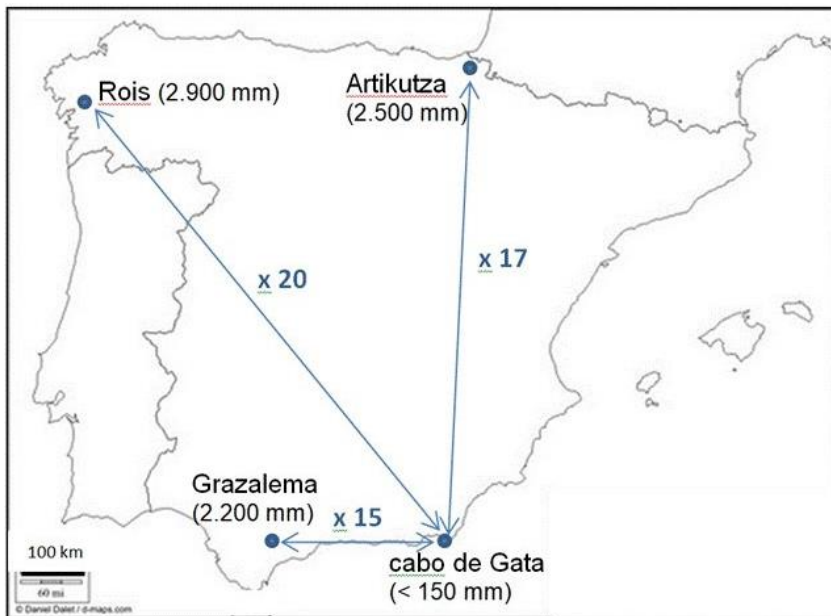 Rois (2.900 mm)
Artikutza
(2.500 mm)
x 20
x 17
Grazalema
(2.200 mm)
x 15
cabo de Gata
(< 150 mm)
100 km
60 mi
© Daniel Dalet / d-maps.com